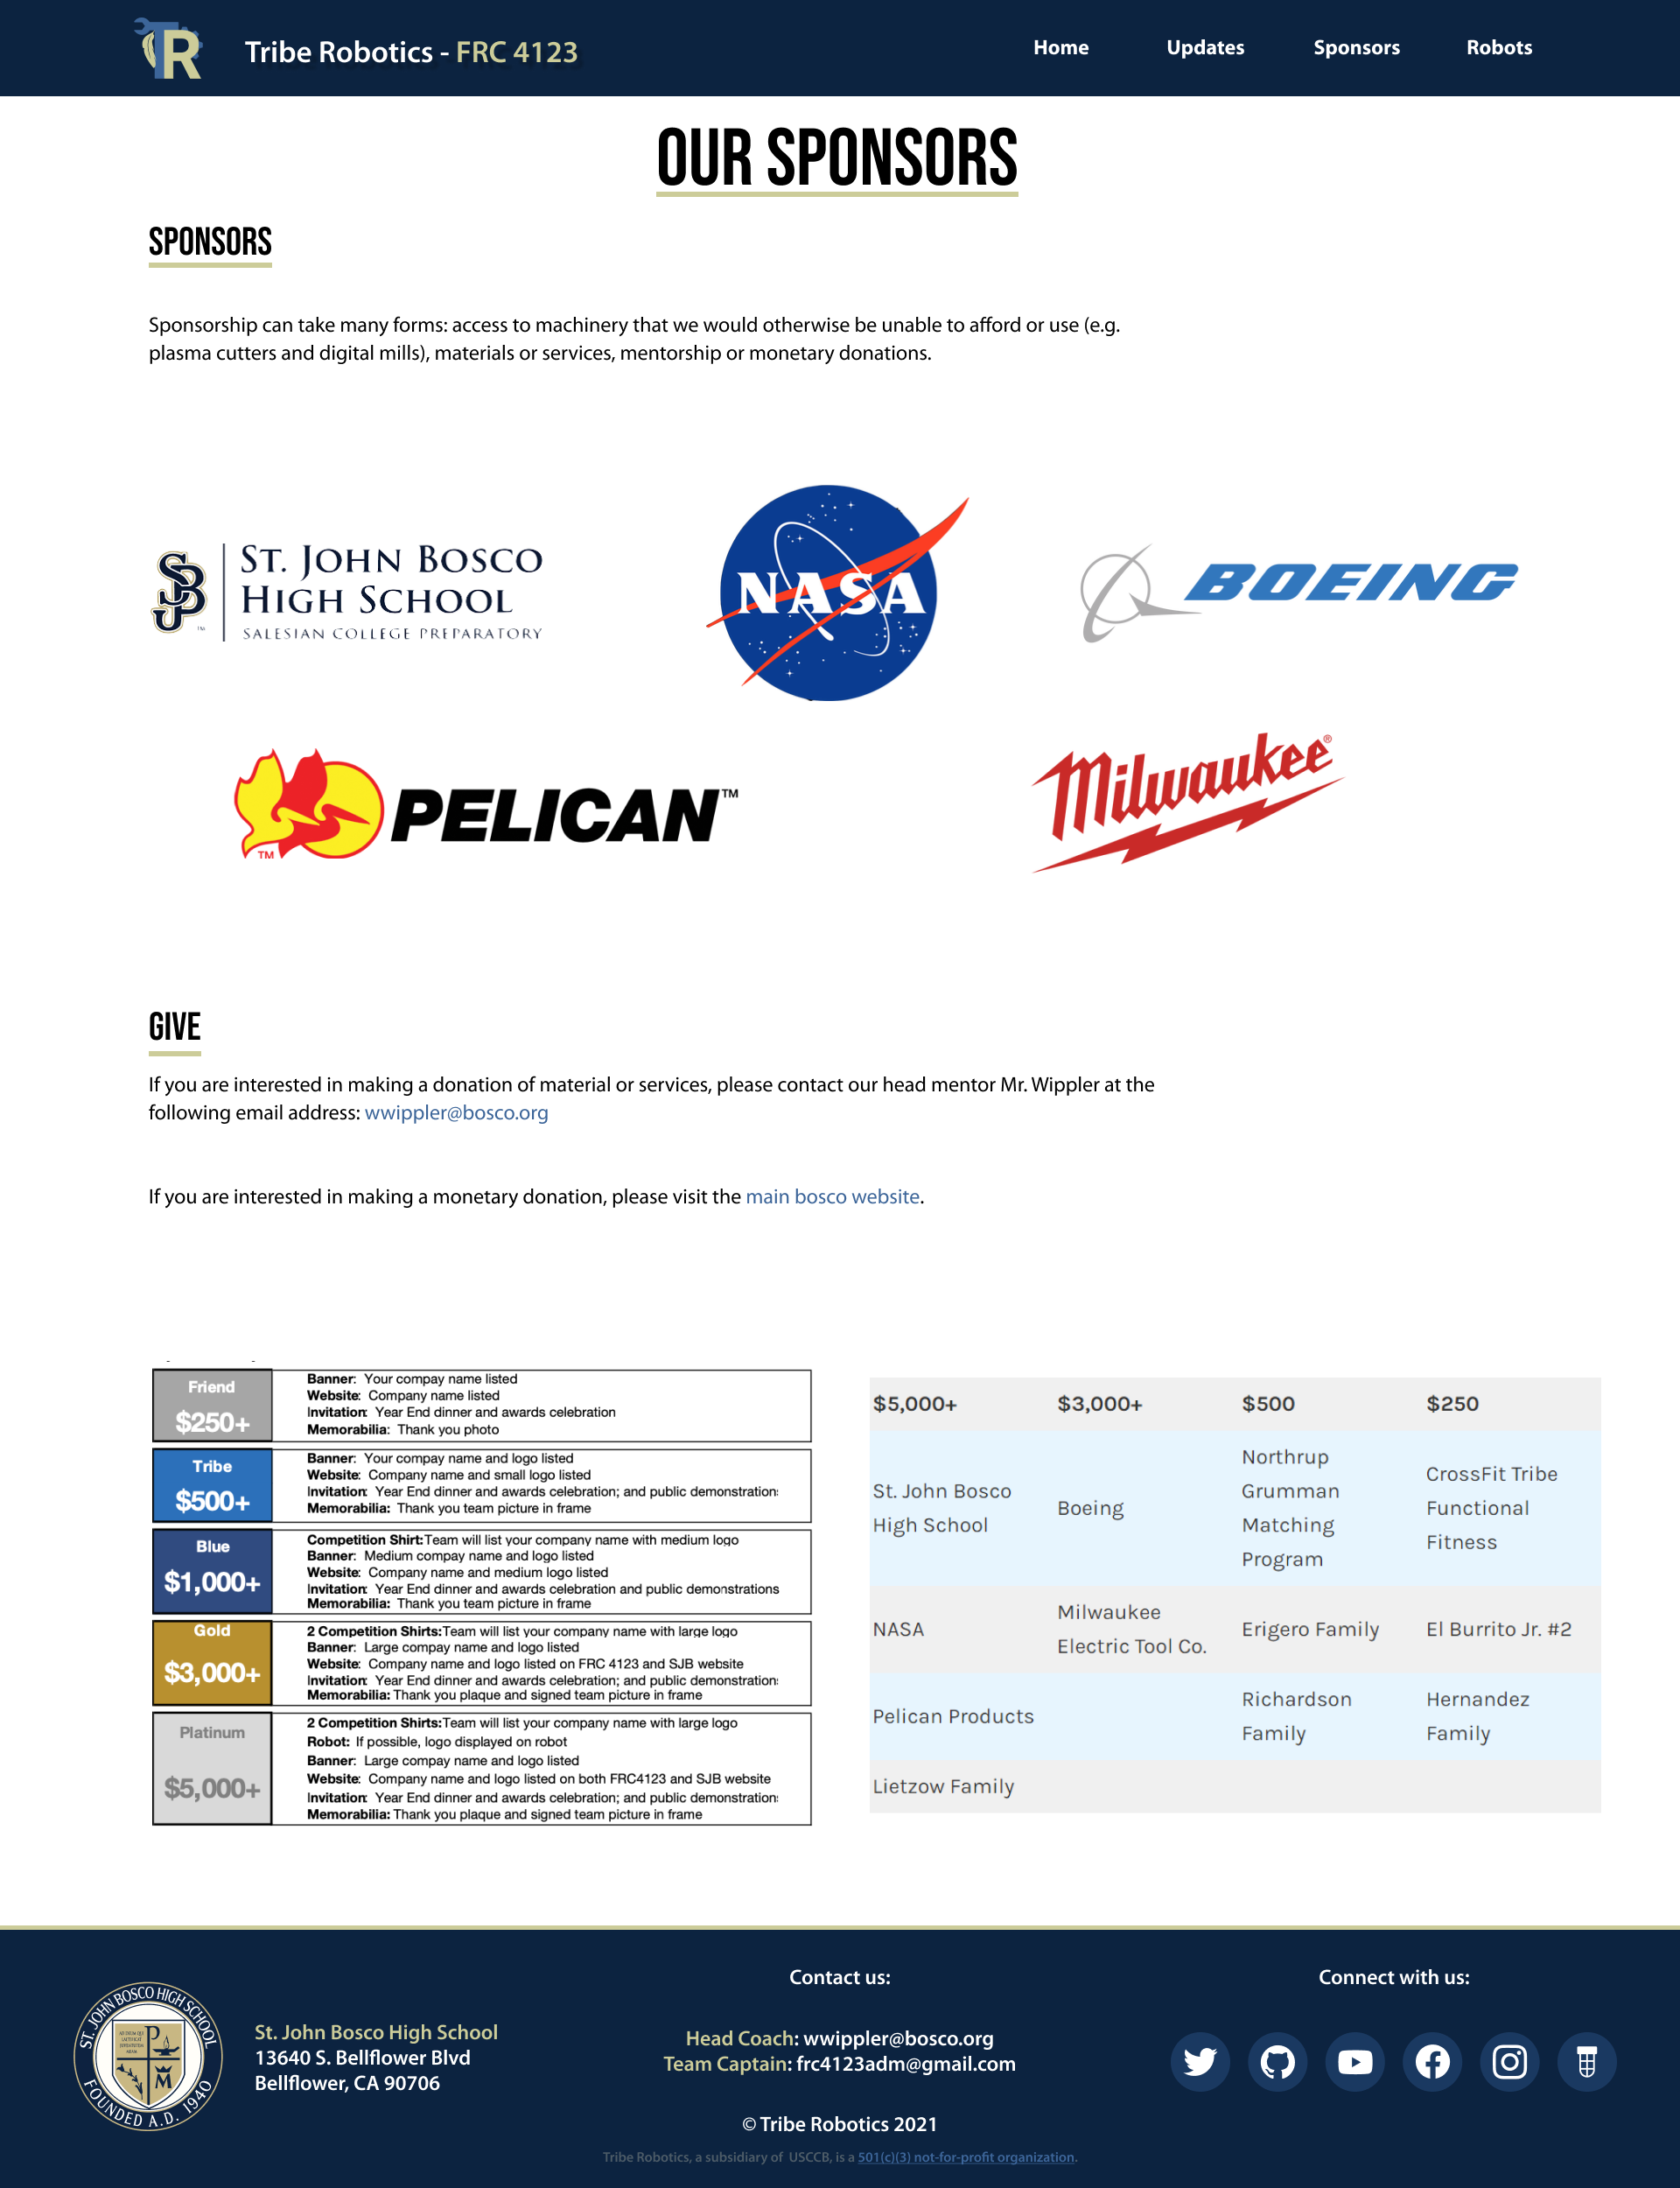 TR
Tribe Robotics - FRC 4123
Home
Updates
Sponsors
Robots
OUR SPONSORS
SPONSORS
Sponsorship can take many forms: access to machinery that we would otherwise be unable to afford or use (e.g.
plasma cutters and digital mills), materials or services, mentorship or monetary donations.
SJB
TM
ST. JOHN BOSCO
HIGH SCHOOL
SALESIAN COLLEGE PREPARATORY
NASA
BOEING
TM
PELICAN™
Milwaukee®
GIVE
If you are interested in making a donation of material or services, please contact our head mentor Mr. Wippler at the
following email address: wwippler@bosco.org
If you are interested in making a monetary donation, please visit the main bosco website.
Friend
$250+
Banner: Your compay name listed
Website: Company name listed
Invitation: Year End dinner and awards celebration
Memorabilia: Thank you photo
Tribe
$500+
Banner: Your compay name and logo listed
Website: Company name and small logo listed
Invitation: Year End dinner and awards celebration; and public demonstration
Memorabilia: Thank you team picture in frame
Blue
$1,000+
Competition Shirt: Team will list your company name with medium logo
Banner: Medium compay name and logo listed
Website: Company name and medium logo listed
Invitation: Year End dinner and awards celebration and public demonstrations
Memorabilia: Thank you team picture in frame
Gold
$3,000+
2 Competition Shirts: Team will list your company name with large logo
Banner: Large compay name and logo listed
Website: Company name and logo listed on FRC 4123 and SJB website
Invitation: Year End dinner and awards celebration; and public demonstration
Memorabilia: Thank you plaque and signed team picture in frame
Platinum
$5,000+
2 Competition Shirts: Team will list your company name with large logo
Robot: If possible, logo displayed on robot
Banner: Large compay name and logo listed
Website: Company name and logo listed on both FRC4123 and SJB website
Invitation: Year End dinner and awards celebration; and public demonstration
Memorabilia: Thank you plaque and signed team picture in frame
$5,000+ $3,000+ $500 $250
St. John Bosco
High School
Boeing
Northrup
Grumman
Matching
Program
CrossFit Tribe
Functional
Fitness
NASA
Milwaukee
Electric Tool Co.
Erigero Family
El Burrito Jr. #2
Pelican Products
Richardson
Family
Hernandez
Family
Lietzow Family
ST. JOHN BOSCO HIGH SCHOOL
FOUNDED A.D. 1940
P
M
St. John Bosco High School
13640 S. Bellflower Blvd
Bellflower, CA 90706
Contact us:
Head Coach: wwippler@bosco.org
Team Captain: frc4123adm@gmail.com
© Tribe Robotics 2021
Tribe Robotics, a subsidiary of USCCB, is a 501(c)(3) not-for-profit organization.
Connect with us: